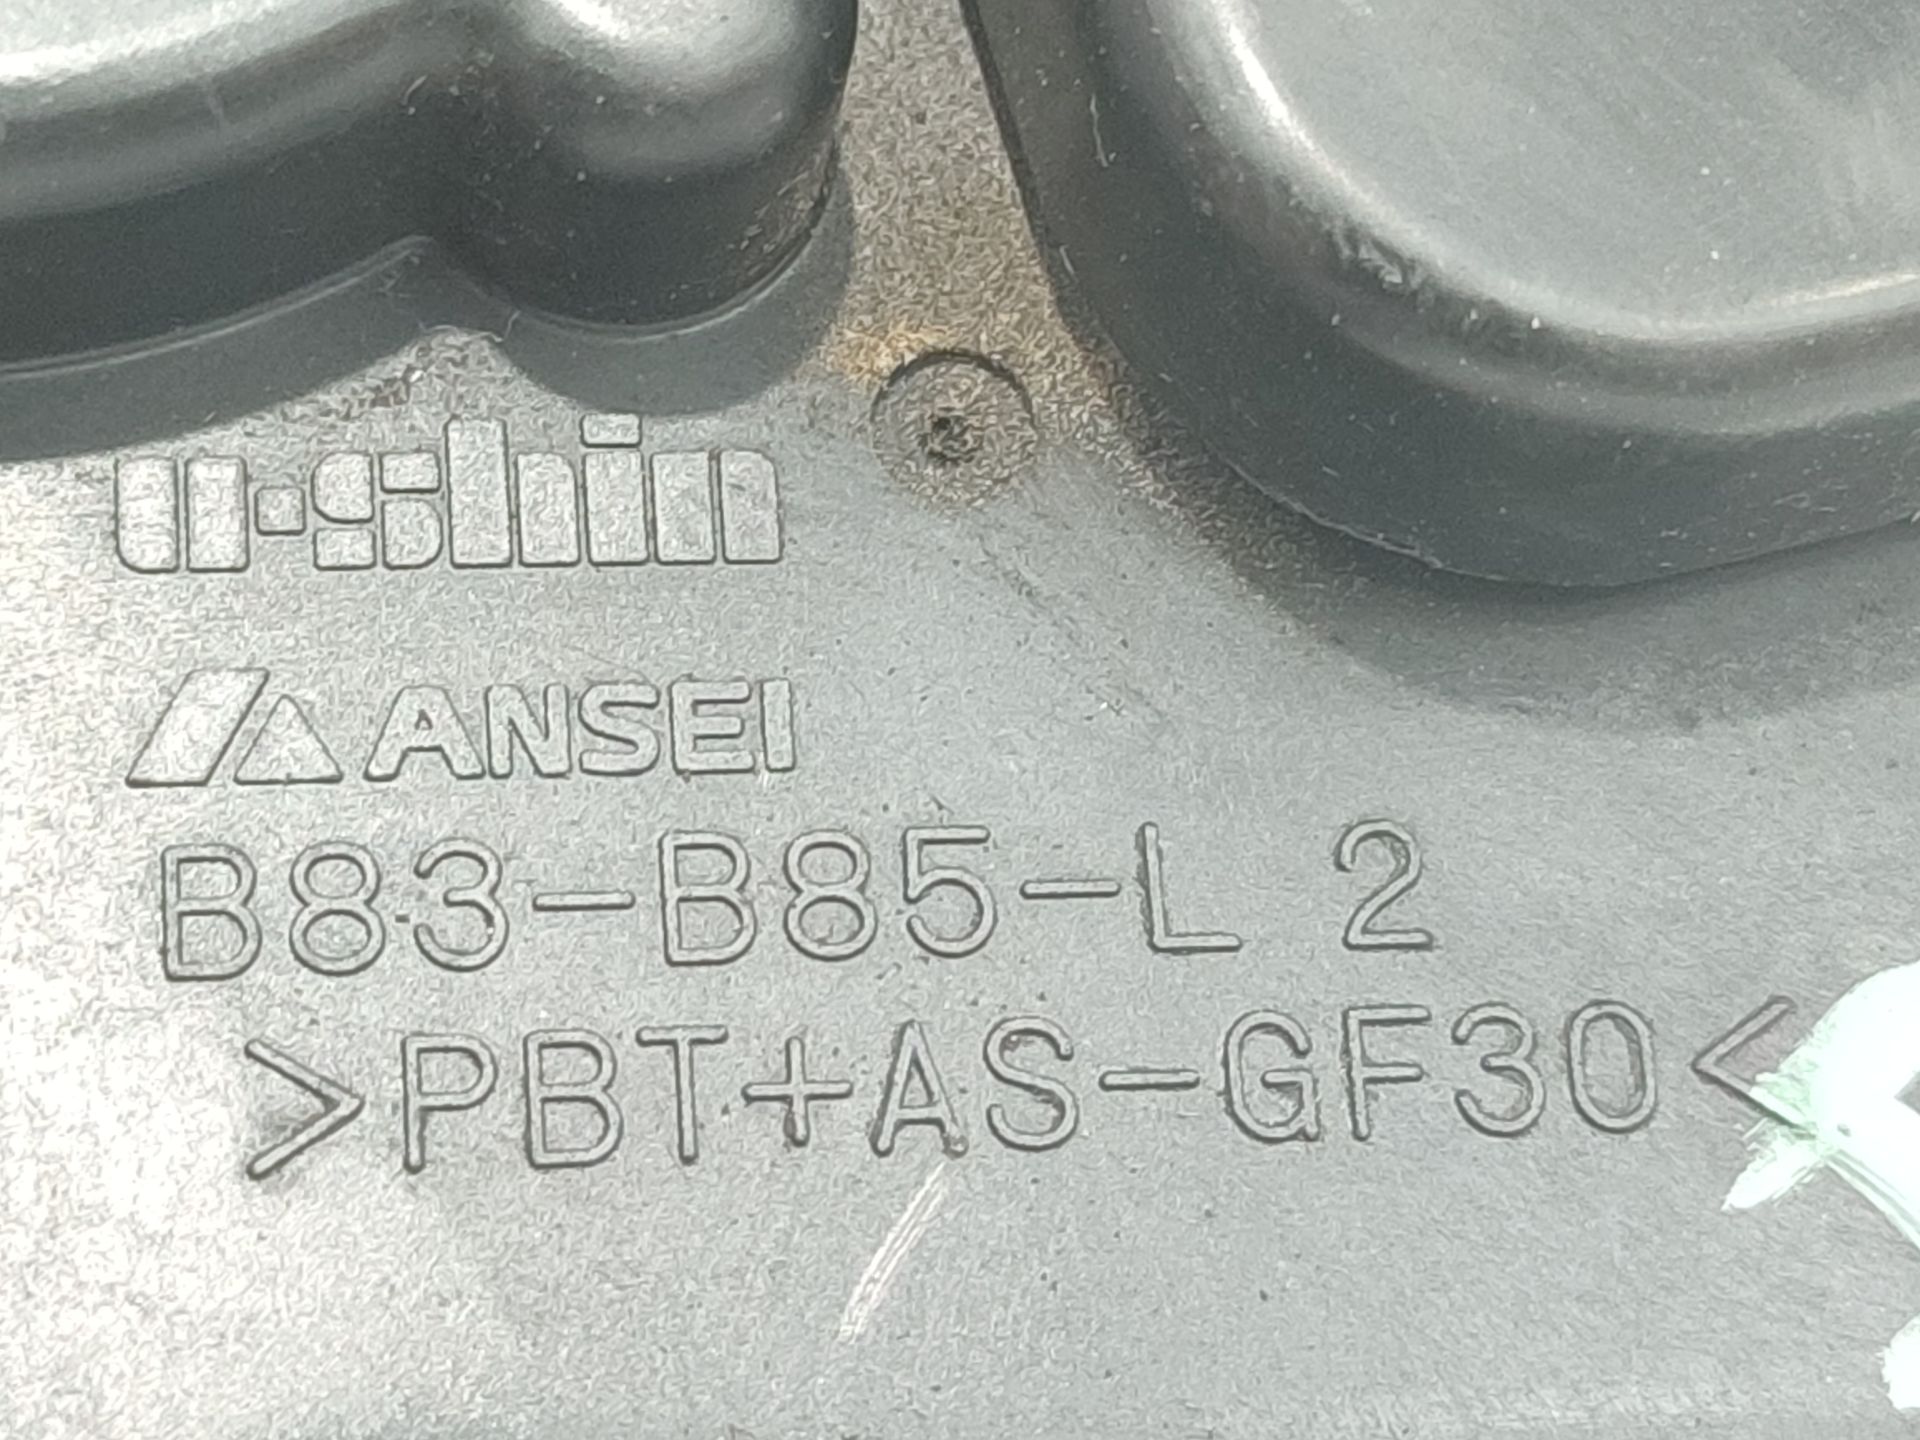 u·shin
ANSEI
B83-B85-L 2
>PBT+AS-GF30<